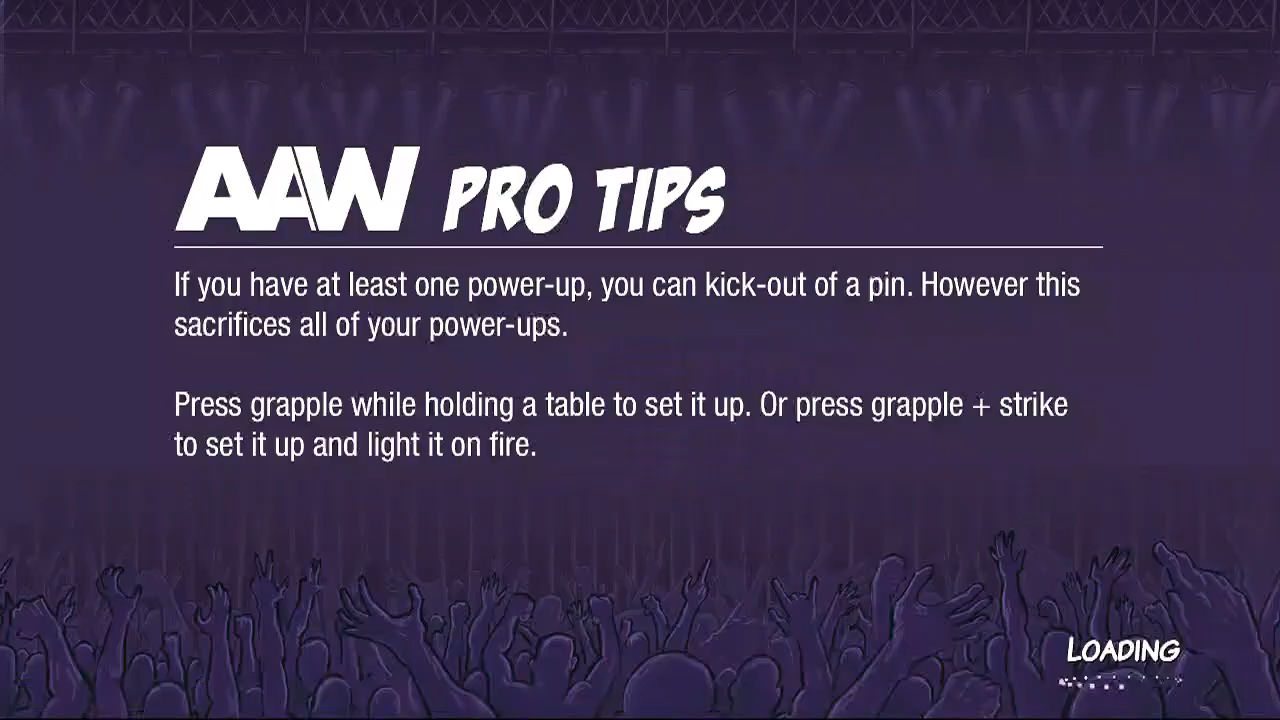 AAW PRO TIPS
If you have at least one power-up, you can kick-out of a pin. However this
sacrifices all of your power-ups.
Press grapple while holding a table to set it up. Or press grapple + strike
to set it up and light it on fire.
LOADING